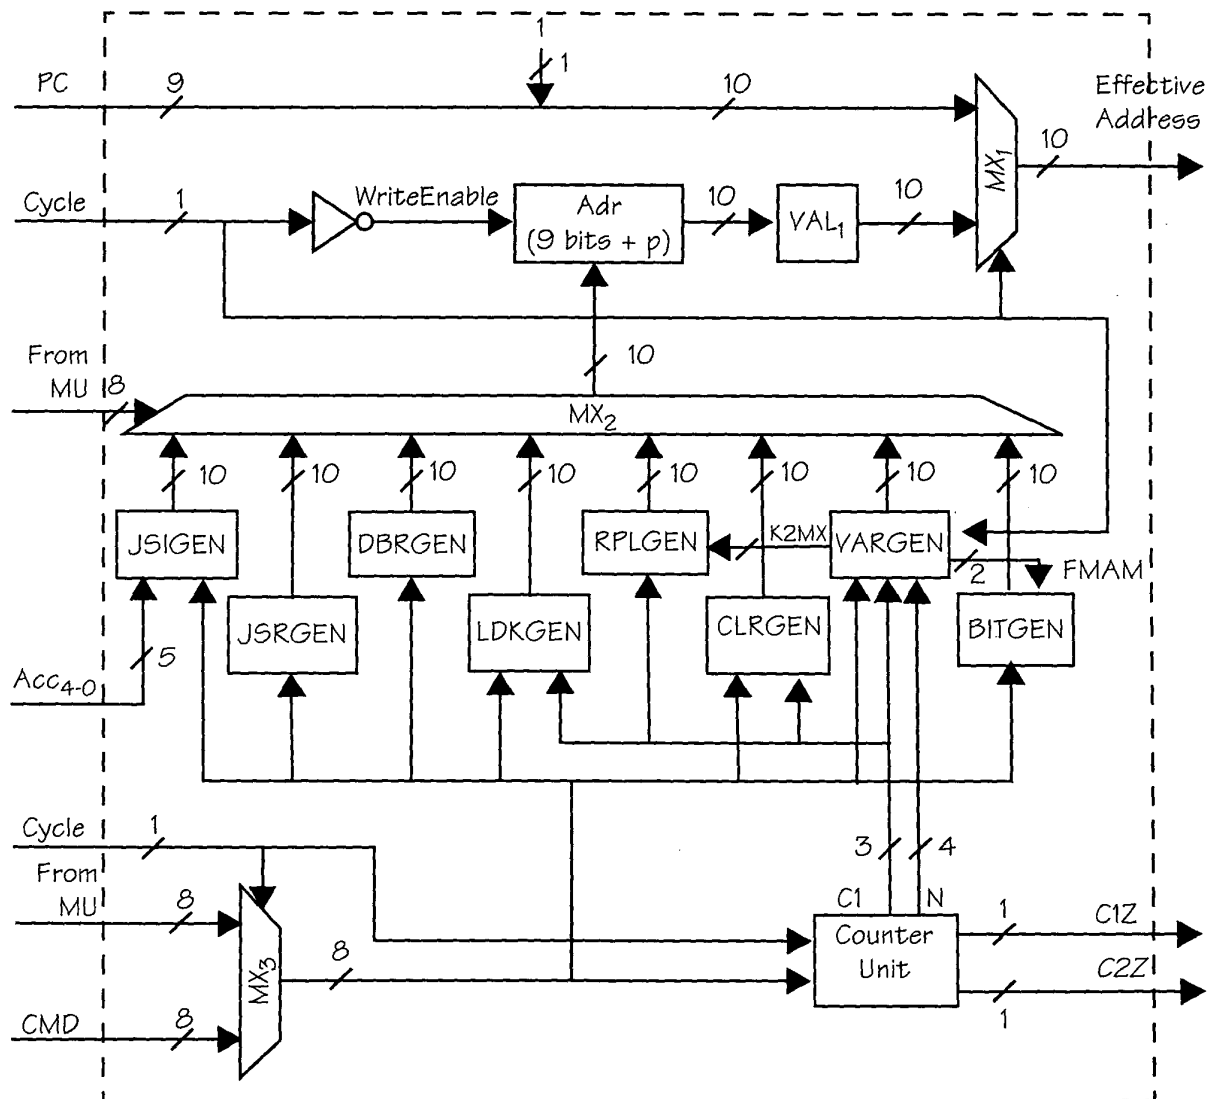 1
PC
9
1
10
Effective
Address
MX1
10
Cycle
1
WriteEnable
Adr
(9 bits + p)
10
VAL1
10
From
MU
8
10
MX2
10
10
10
10
10
10
10
10
JSIGEN
DBRGEN
RPLGEN
K2MX
VARGEN
2
FMAM
JSRGEN
LDKGEN
CLRGEN
BITGEN
5
Acc4-0
Cycle
1
3
4
From
MU
8
C1
N
MX3
8
Counter
Unit
1
C1Z
C2Z
1
CMD
8